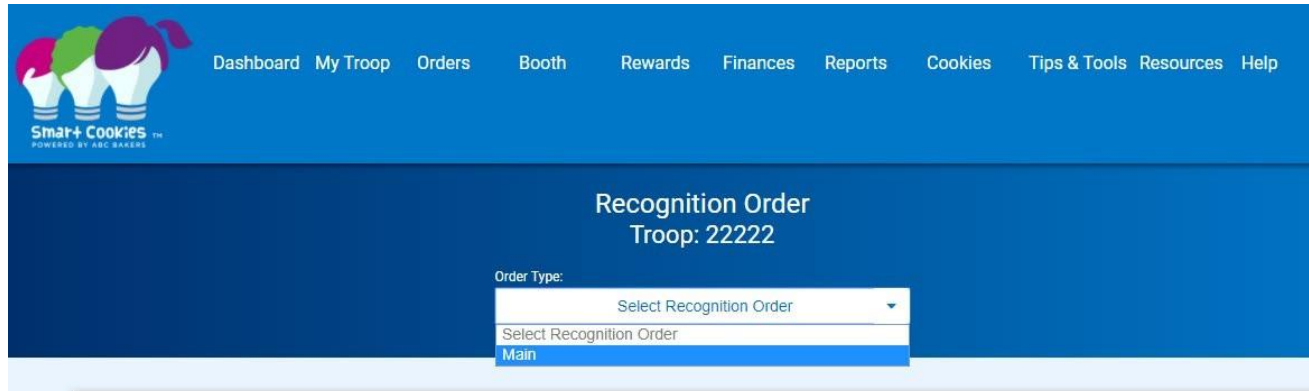 Dashboard My Troop Orders Booth Rewards Finances Reports Cookies Tips & Tools Resources Help
Smart Cookies TM
POWERED BY ABC BAKERS
Recognition Order
Troop: 22222
Order Type:
Select Recognition Order
Select Recognition Order
Main